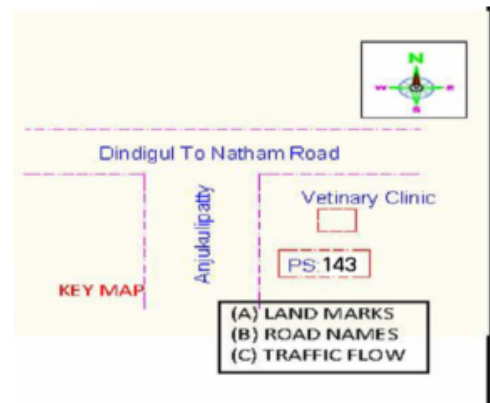 N
W E
S
Dindigul To Natham Road
Anjukulipatty
Vetinary Clinic
PS: 143
KEY MAP
(A) LAND MARKS
(B) ROAD NAMES
(C) TRAFFIC FLOW